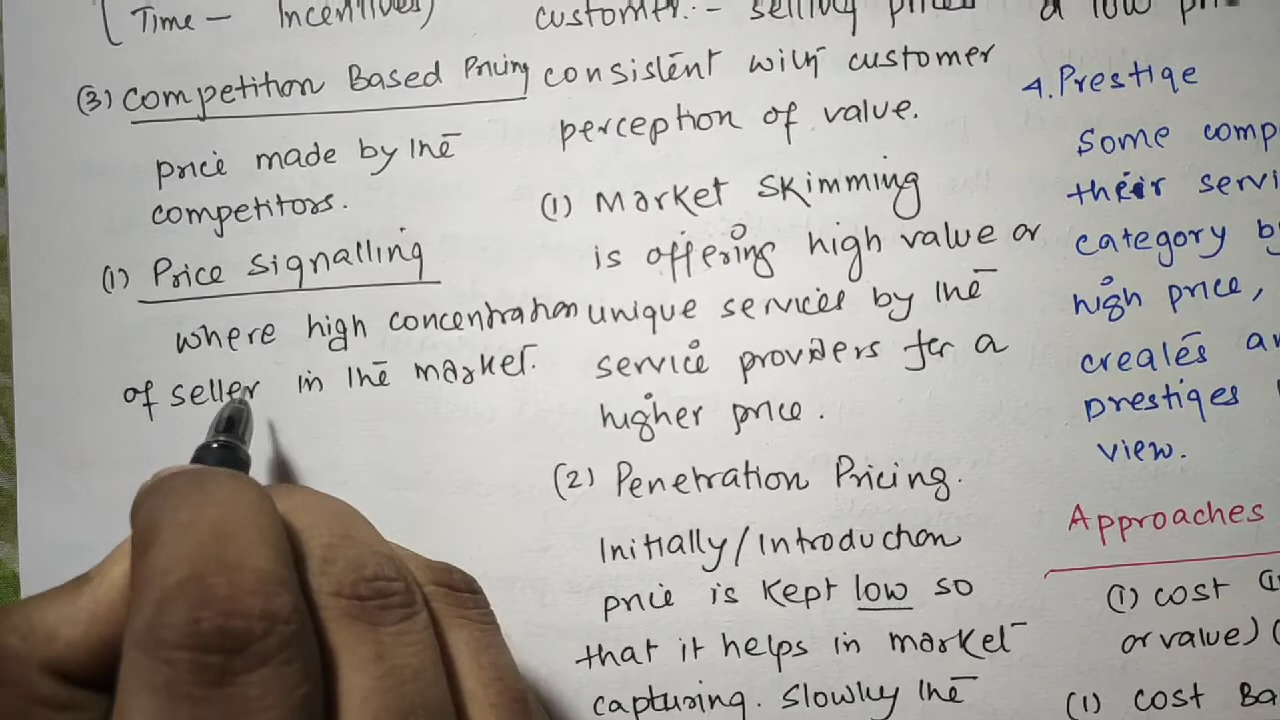 (Time – Incentives)
(3) Competition Based Pricing
price made by the
competitors.
(1) Price Signalling
where high concentration
of seller in the market.
customer:- selling prices a low
consistent with customer
perception of value.
(1) Market Skimming
is offering high value or
unique services by the
service providers for a
higher price.
(2) Penetration Pricing.
Initially/Introduction
price is kept low so
that it helps in market
capturing. Slowly the
4. Prestige
Some comp
their servi
category by
high price,
creates an
prestiges
view.
Approaches
(1) cost
or value) (
(1) cost Ba